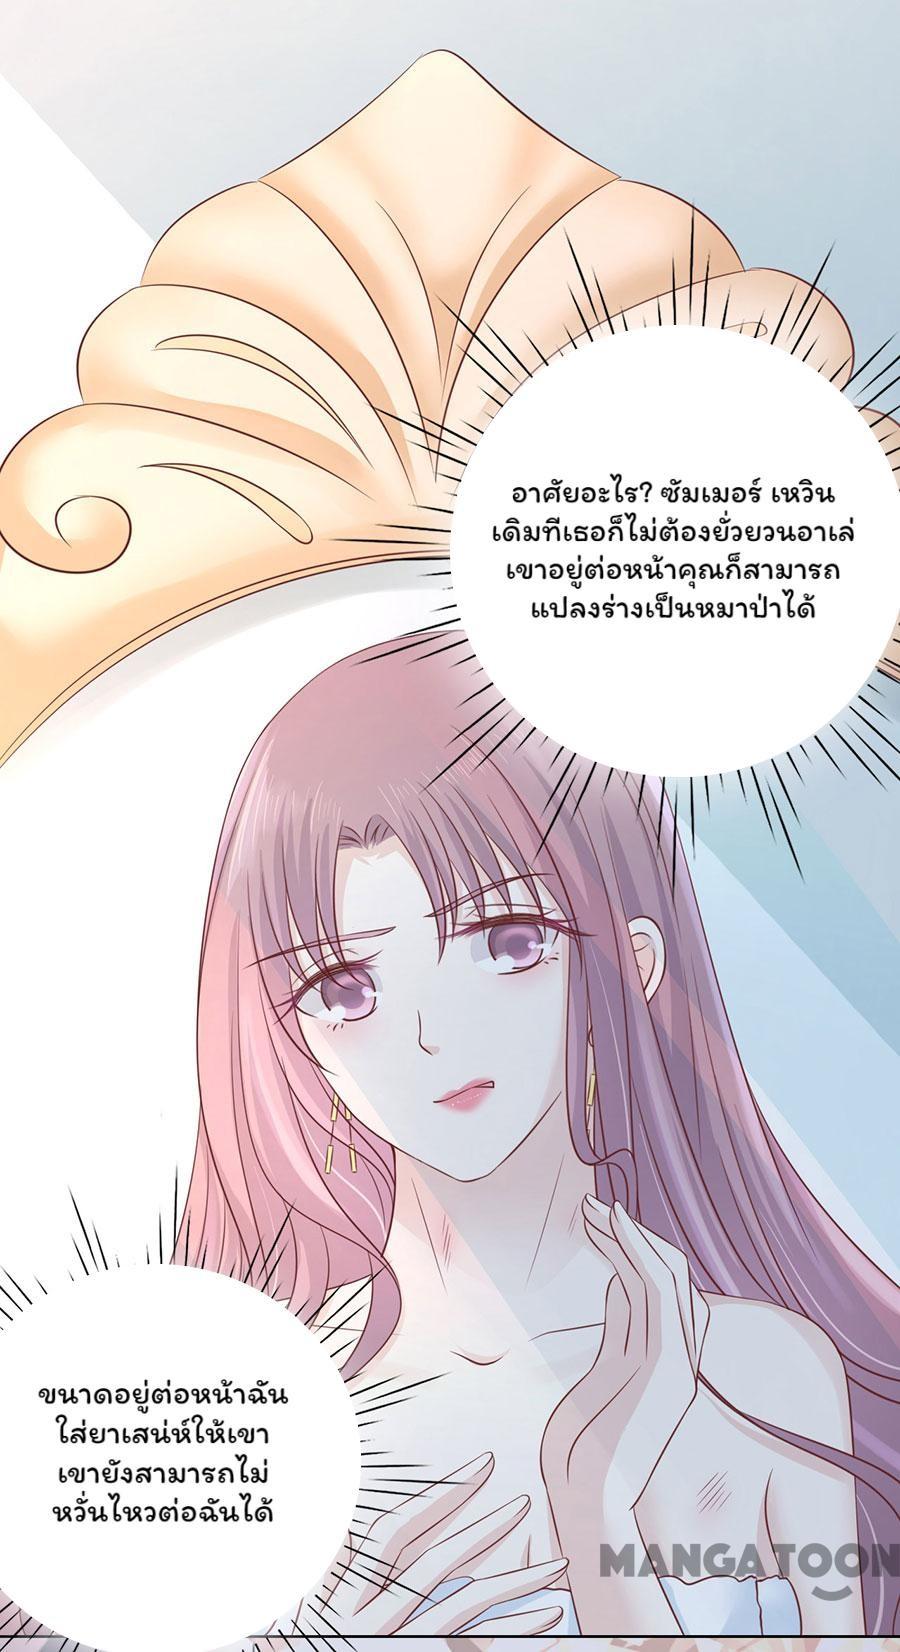 อาศัยอะไร? ซัมเมอร์ เหวิน
เดิมทีเธอก็ไม่ต้องยั่วยวนอาเล่
เขาอยู่ต่อหน้าคุณก็สามารถ
แปลงร่างเป็นหมาป่าได้
ขนาดอยู่ต่อหน้าฉัน
ใส่ยาเสน่ห์ให้เขา
เขายังสามารถไม่
หวั่นไหวต่อฉันได้
MANGATOON